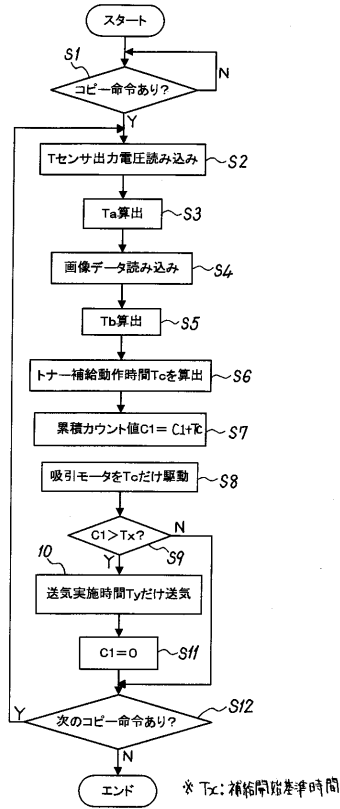 スタート
S1
コピー命令あり?
N
Y
Tセンサ出力電圧読み込み
S2
Ta算出
S3
画像データ読み込み
S4
Tb算出
S5
トナー補給動作時間Tcを算出
S6
累積カウント値C1=C1+Tc
S7
吸引モータをTcだけ駆動
S8
C1>Tx?
N
S9
Y
10
送気実施時間Tyだけ送気
C1=0
S11
Y
次のコピー命令あり?
S12
N
エンド
※Tx:補給開始基準時間